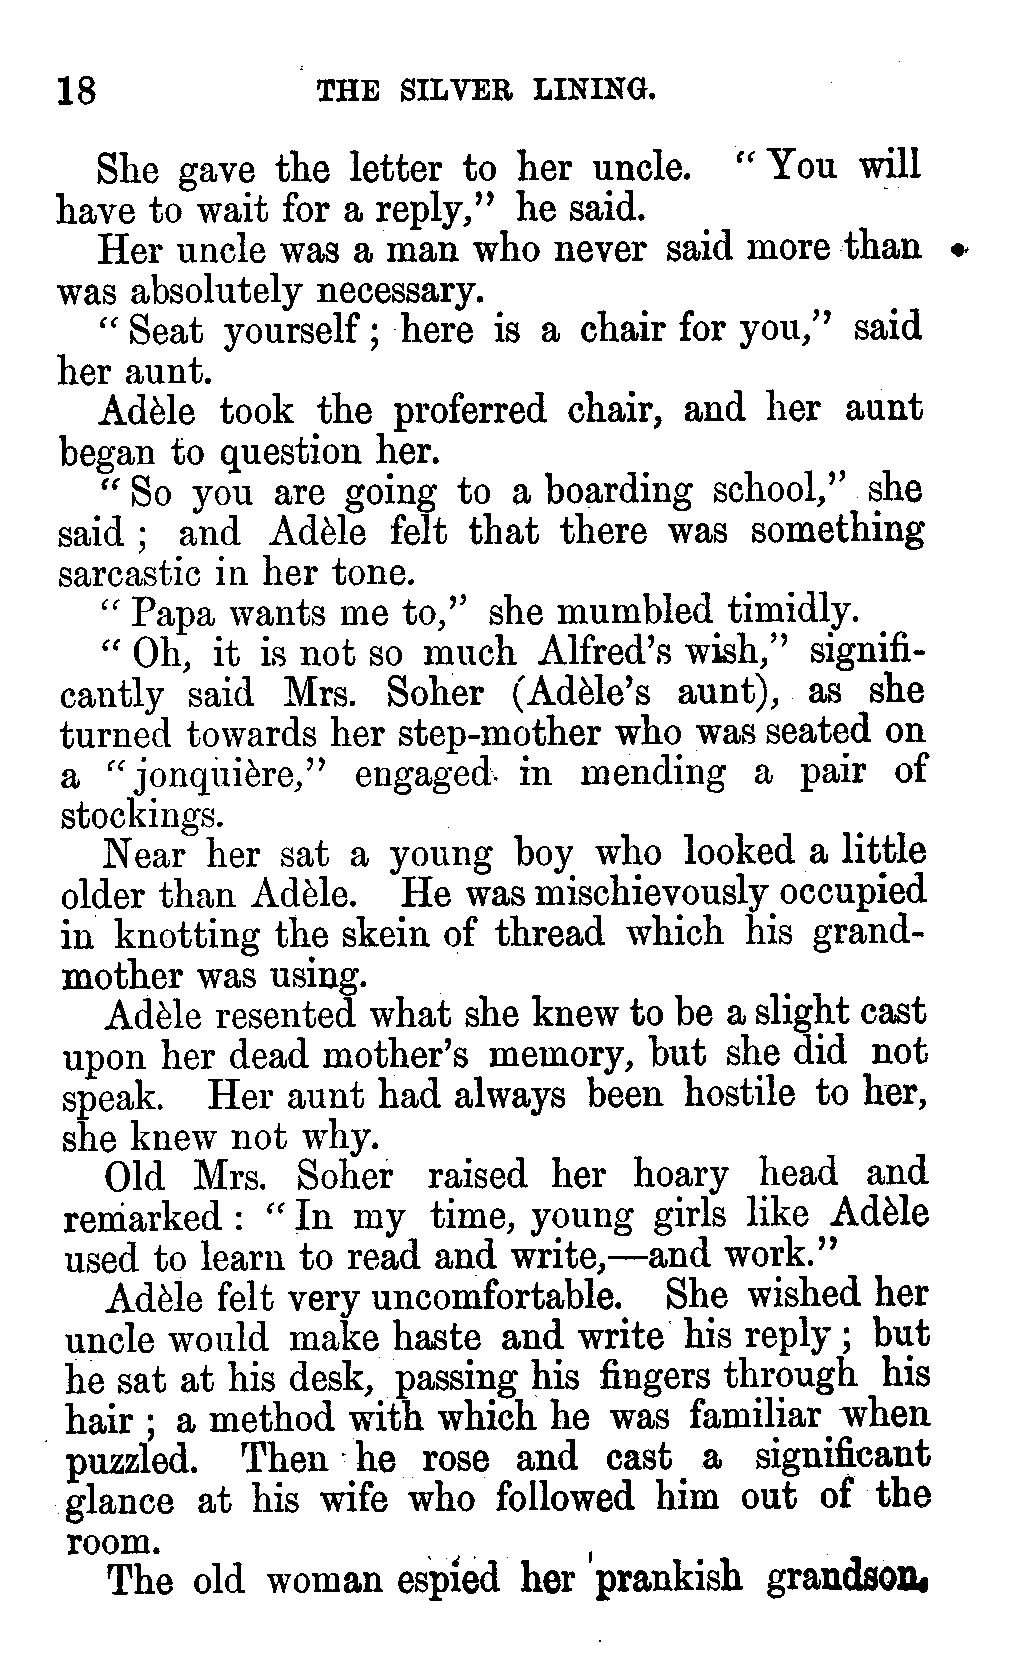 18 THE SILVER LINING.
She gave the letter to her uncle. “ You will
have to wait for a reply,” he said.
Her uncle was a man who never said more than
was absolutely necessary.
“ Seat yourself ; here is a chair for you,” said
her aunt.
Adèle took the proferred chair, and her aunt
began to question her.
“ So you are going to a boarding school,” she
said ; and Adèle felt that there was something
sarcastic in her tone.
“ Papa wants me to,” she mumbled timidly.
“ Oh, it is not so much Alfred’s wish,” signifi-
cantly said Mrs. Soher (Adèle’s aunt), as she
turned towards her step-mother who was seated on
a “jonquière,” engaged in mending a pair of
stockings.
Near her sat a young boy who looked a little
older than Adèle. He was mischievously occupied
in knotting the skein of thread which his grand-
mother was using.
Adèle resented what she knew to be a slight cast
upon her dead mother’s memory, but she did not
speak. Her aunt had always been hostile to her,
she knew not why.
Old Mrs. Soher raised her hoary head and
remarked : “ In my time, young girls like Adèle
used to learn to read and write,—and work.”
Adèle felt very uncomfortable. She wished her
uncle would make haste and write his reply ; but
he sat at his desk, passing his fingers through his
hair ; a method with which he was familiar when
puzzled. Then he rose and cast a significant
glance at his wife who followed him out of the
room.
The old woman espied her prankish grandson,